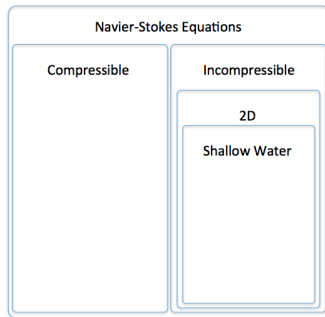 Navier-Stokes Equations
Compressible
Incompressible
2D
Shallow Water